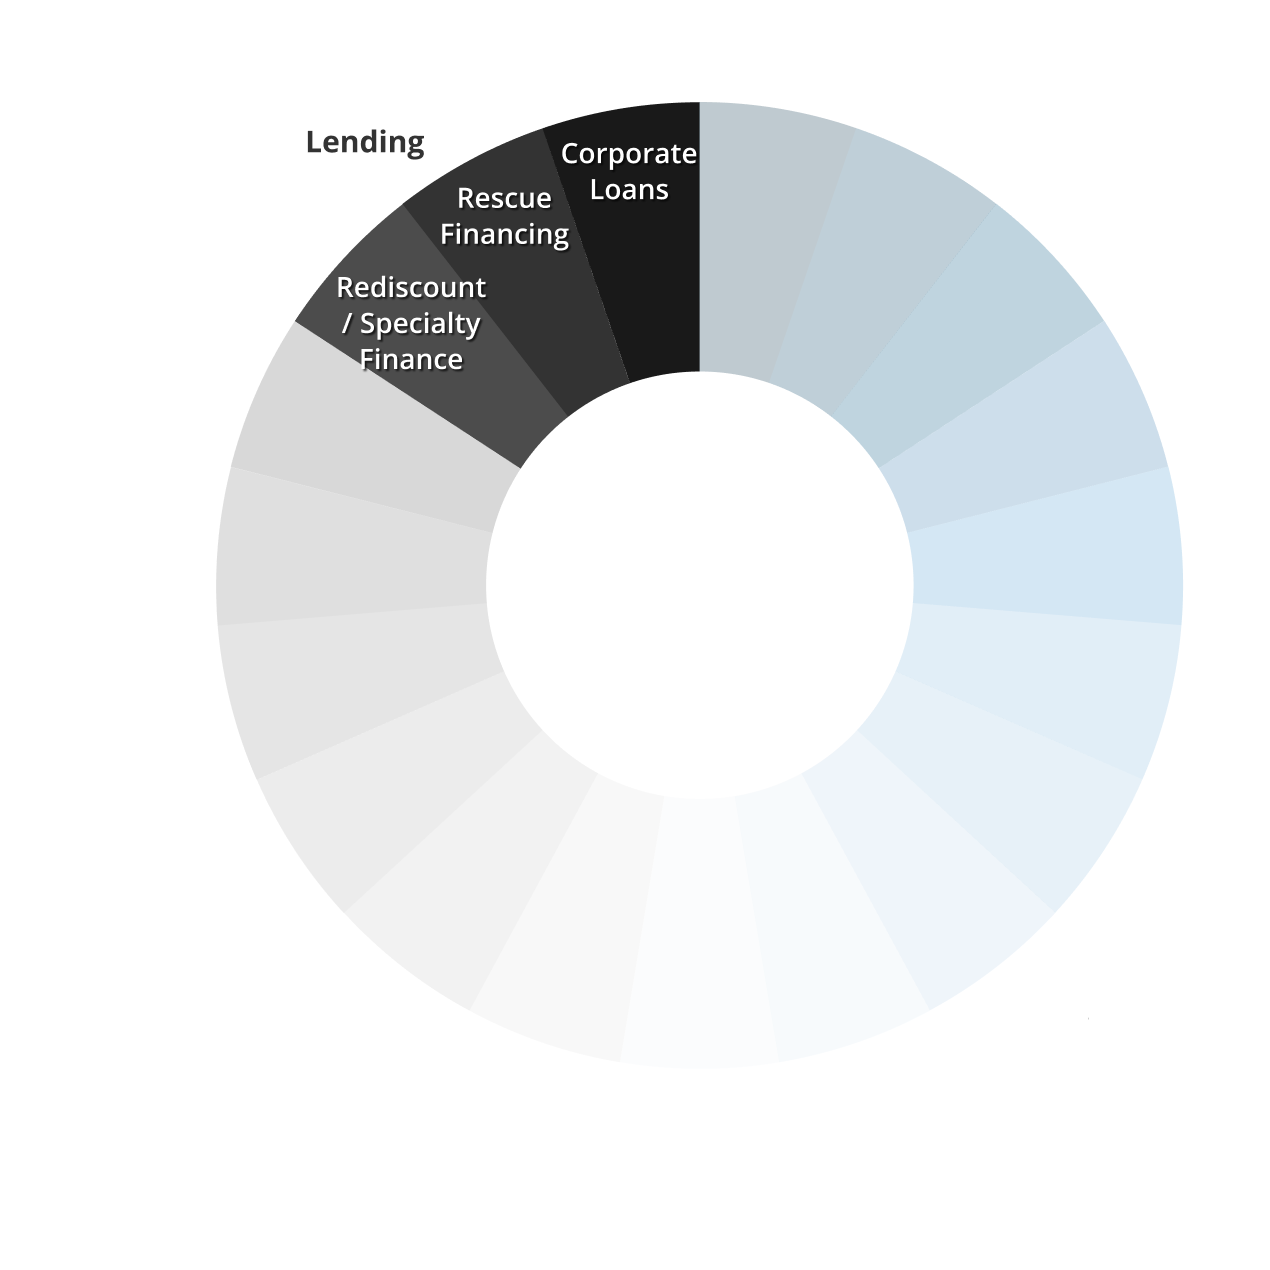 Lending
Corporate
Loans
Rescue
Financing
Rediscount
/ Specialty
Finance